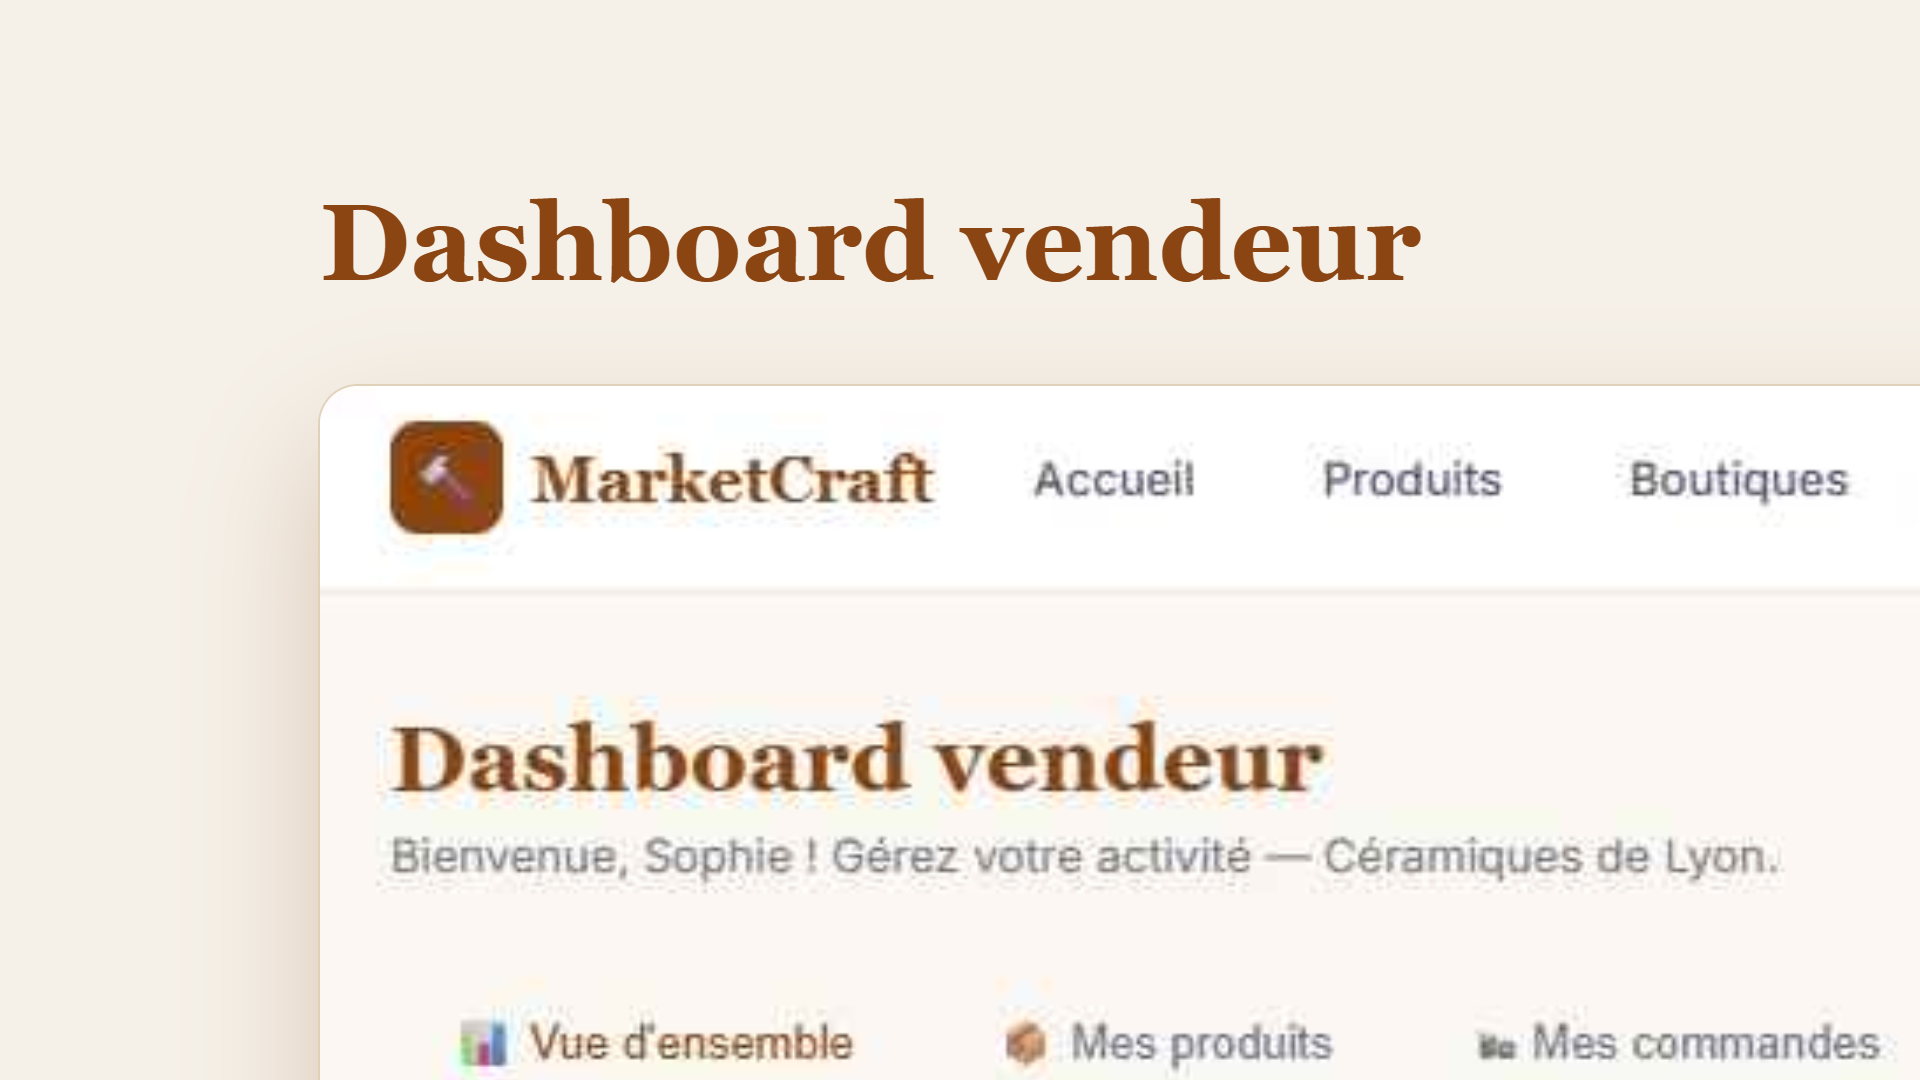 Dashboard vendeur
MarketCraft Accueil Produits Boutiques
Dashboard vendeur
Bienvenue, Sophie ! Gérez votre activité — Céramiques de Lyon.
Vue d'ensemble Mes produits Mes commandes